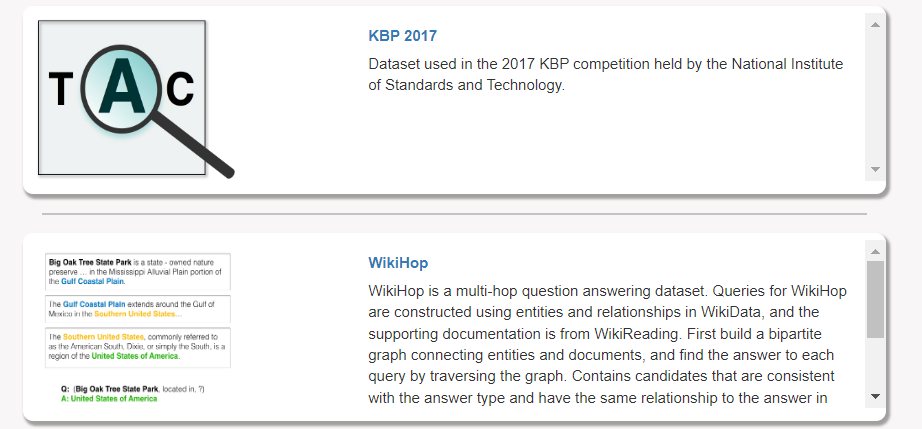 TAC
KBP 2017
Dataset used in the 2017 KBP competition held by the National Institute
of Standards and Technology.
Big Oak Tree State Park is a state - owned nature
preserve ... in the Mississippi Alluvial Plain portion of
the Gulf Coastal Plain.
The Gulf Coastal Plain extends around the Gulf of
Mexico in the Southern United States...
The Southern United States, commonly referred to
as the American South, Dixie, or simply the South, is a
region of the United States of America.
Q: (Big Oak Tree State Park, located in, ?)
A: United States of America
WikiHop
WikiHop is a multi-hop question answering dataset. Queries for WikiHop
are constructed using entities and relationships in WikiData, and the
supporting documentation is from WikiReading. First build a bipartite
graph connecting entities and documents, and find the answer to each
query by traversing the graph. Contains candidates that are consistent
with the answer type and have the same relationship to the answer in